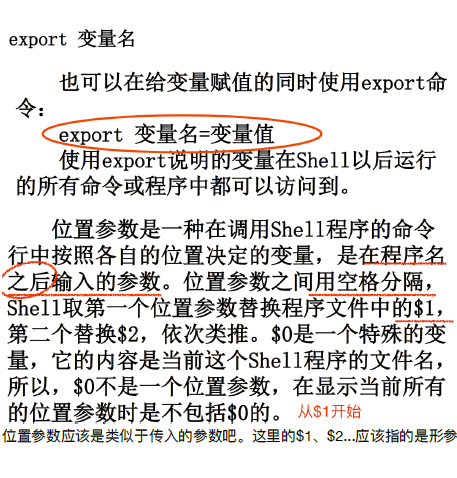 export 变量名
也可以在给变量赋值的同时使用export命
令：
export 变量名=变量值
使用export说明的变量在Shell以后运行
的所有命令或程序中都可以访问到。
位置参数是一种在调用Shell程序的命令
行中按照各自的位置决定的变量，是在程序名
之后输入的参数。位置参数之间用空格分隔，
Shell取第一个位置参数替换程序文件中的$1，
第二个替换$2，依次类推。$0是一个特殊的变
量，它的内容是当前这个Shell程序的文件名，
所以，$0不是一个位置参数，在显示当前所有
的位置参数时是不包括$0的。 从$1开始
位置参数应该是类似于传入的参数吧。这里的$1、$2...应该指的是形参